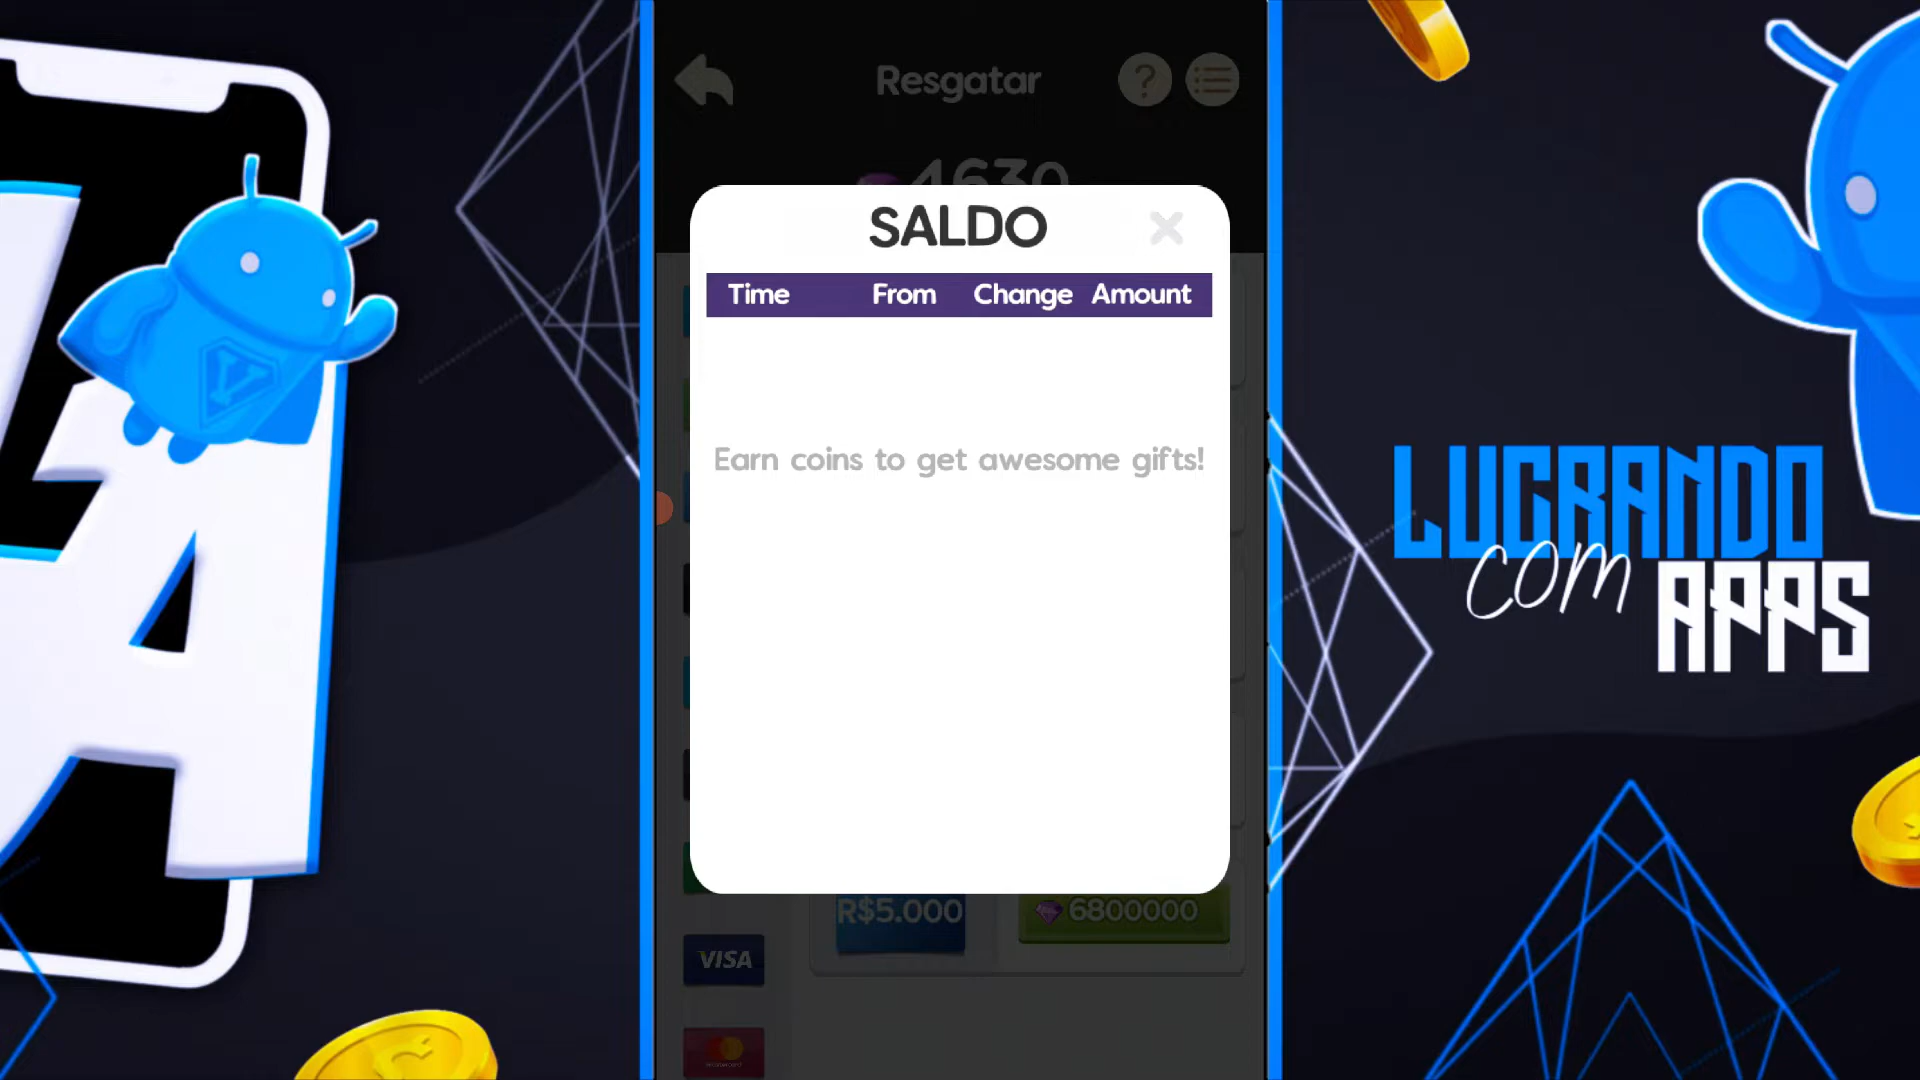 Resgatar
4630
SALDO
Time From Change Amount
Earn coins to get awesome gifts!
R$5.000 6800000
VISA
LUCRANDO
com
APPS